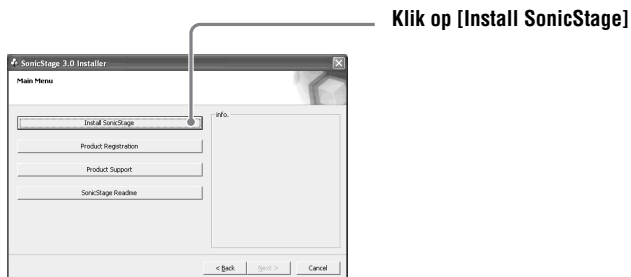 Klik op [Install SonicStage]
SonicStage 3.0 Installer
Main Menu
Install SonicStage
Product Registration
Product Support
SonicStage Readme
info.
< Back
Next >
Cancel